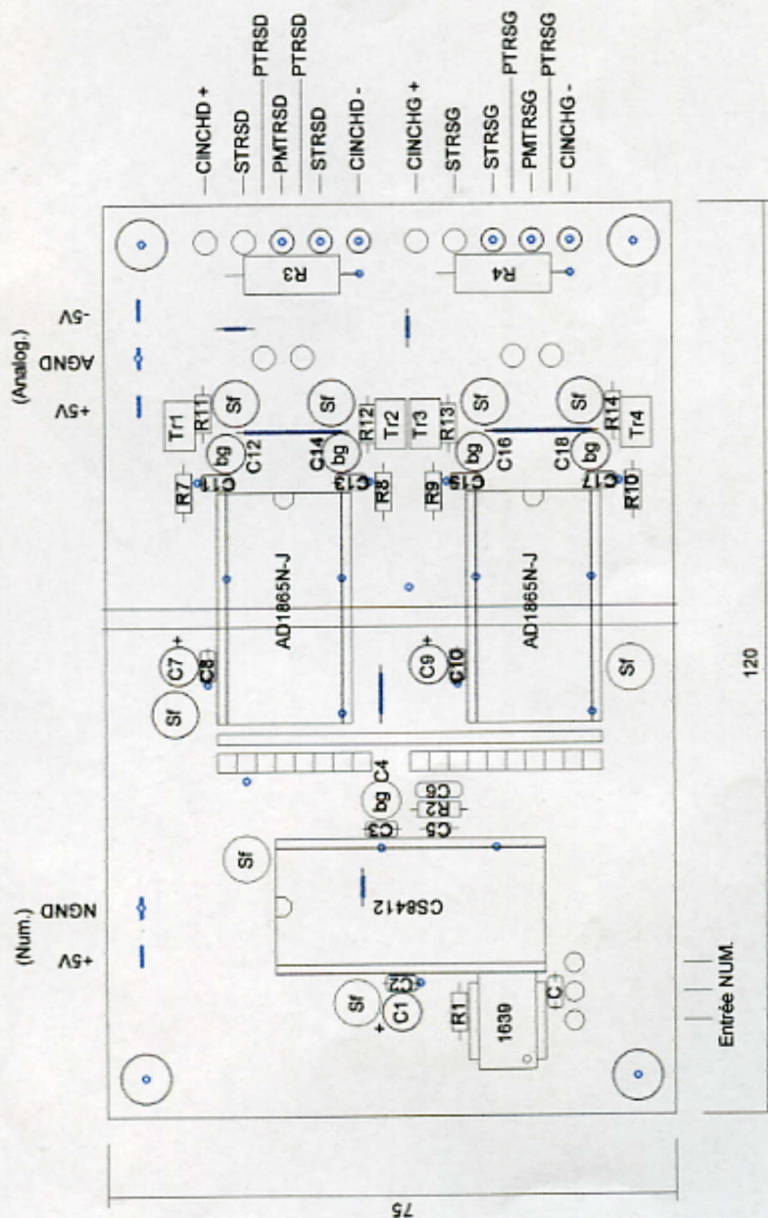 (Num.)
+5V
NGND
(Analog.)
+5V
AGND
-5V
CINCHD +
STRSD
PTRSD
PMTRSD
PTRSD
STRSD
CINCHD -
CINCHG +
STRSG
STRSG
PTRSG
PMTRSG
PTRSG
CINCHG -
Sf
C7
+
C8
Sf
R7
C11
bg
C12
Tr1
R11
Sf
R3
AD1865N-J
C14
bg
C13
R8
R12
Sf
Tr2
Tr3
CS8412
C3
bg
C4
C5
R2
C6
C9
+
C10
R9
C15
bg
C16
R13
Sf
R4
AD1865N-J
C18
bg
C17
R10
R14
Sf
Tr4
Sf
Sf
+
C1
C2
R1
1639
C
Entrée NUM.
75
120